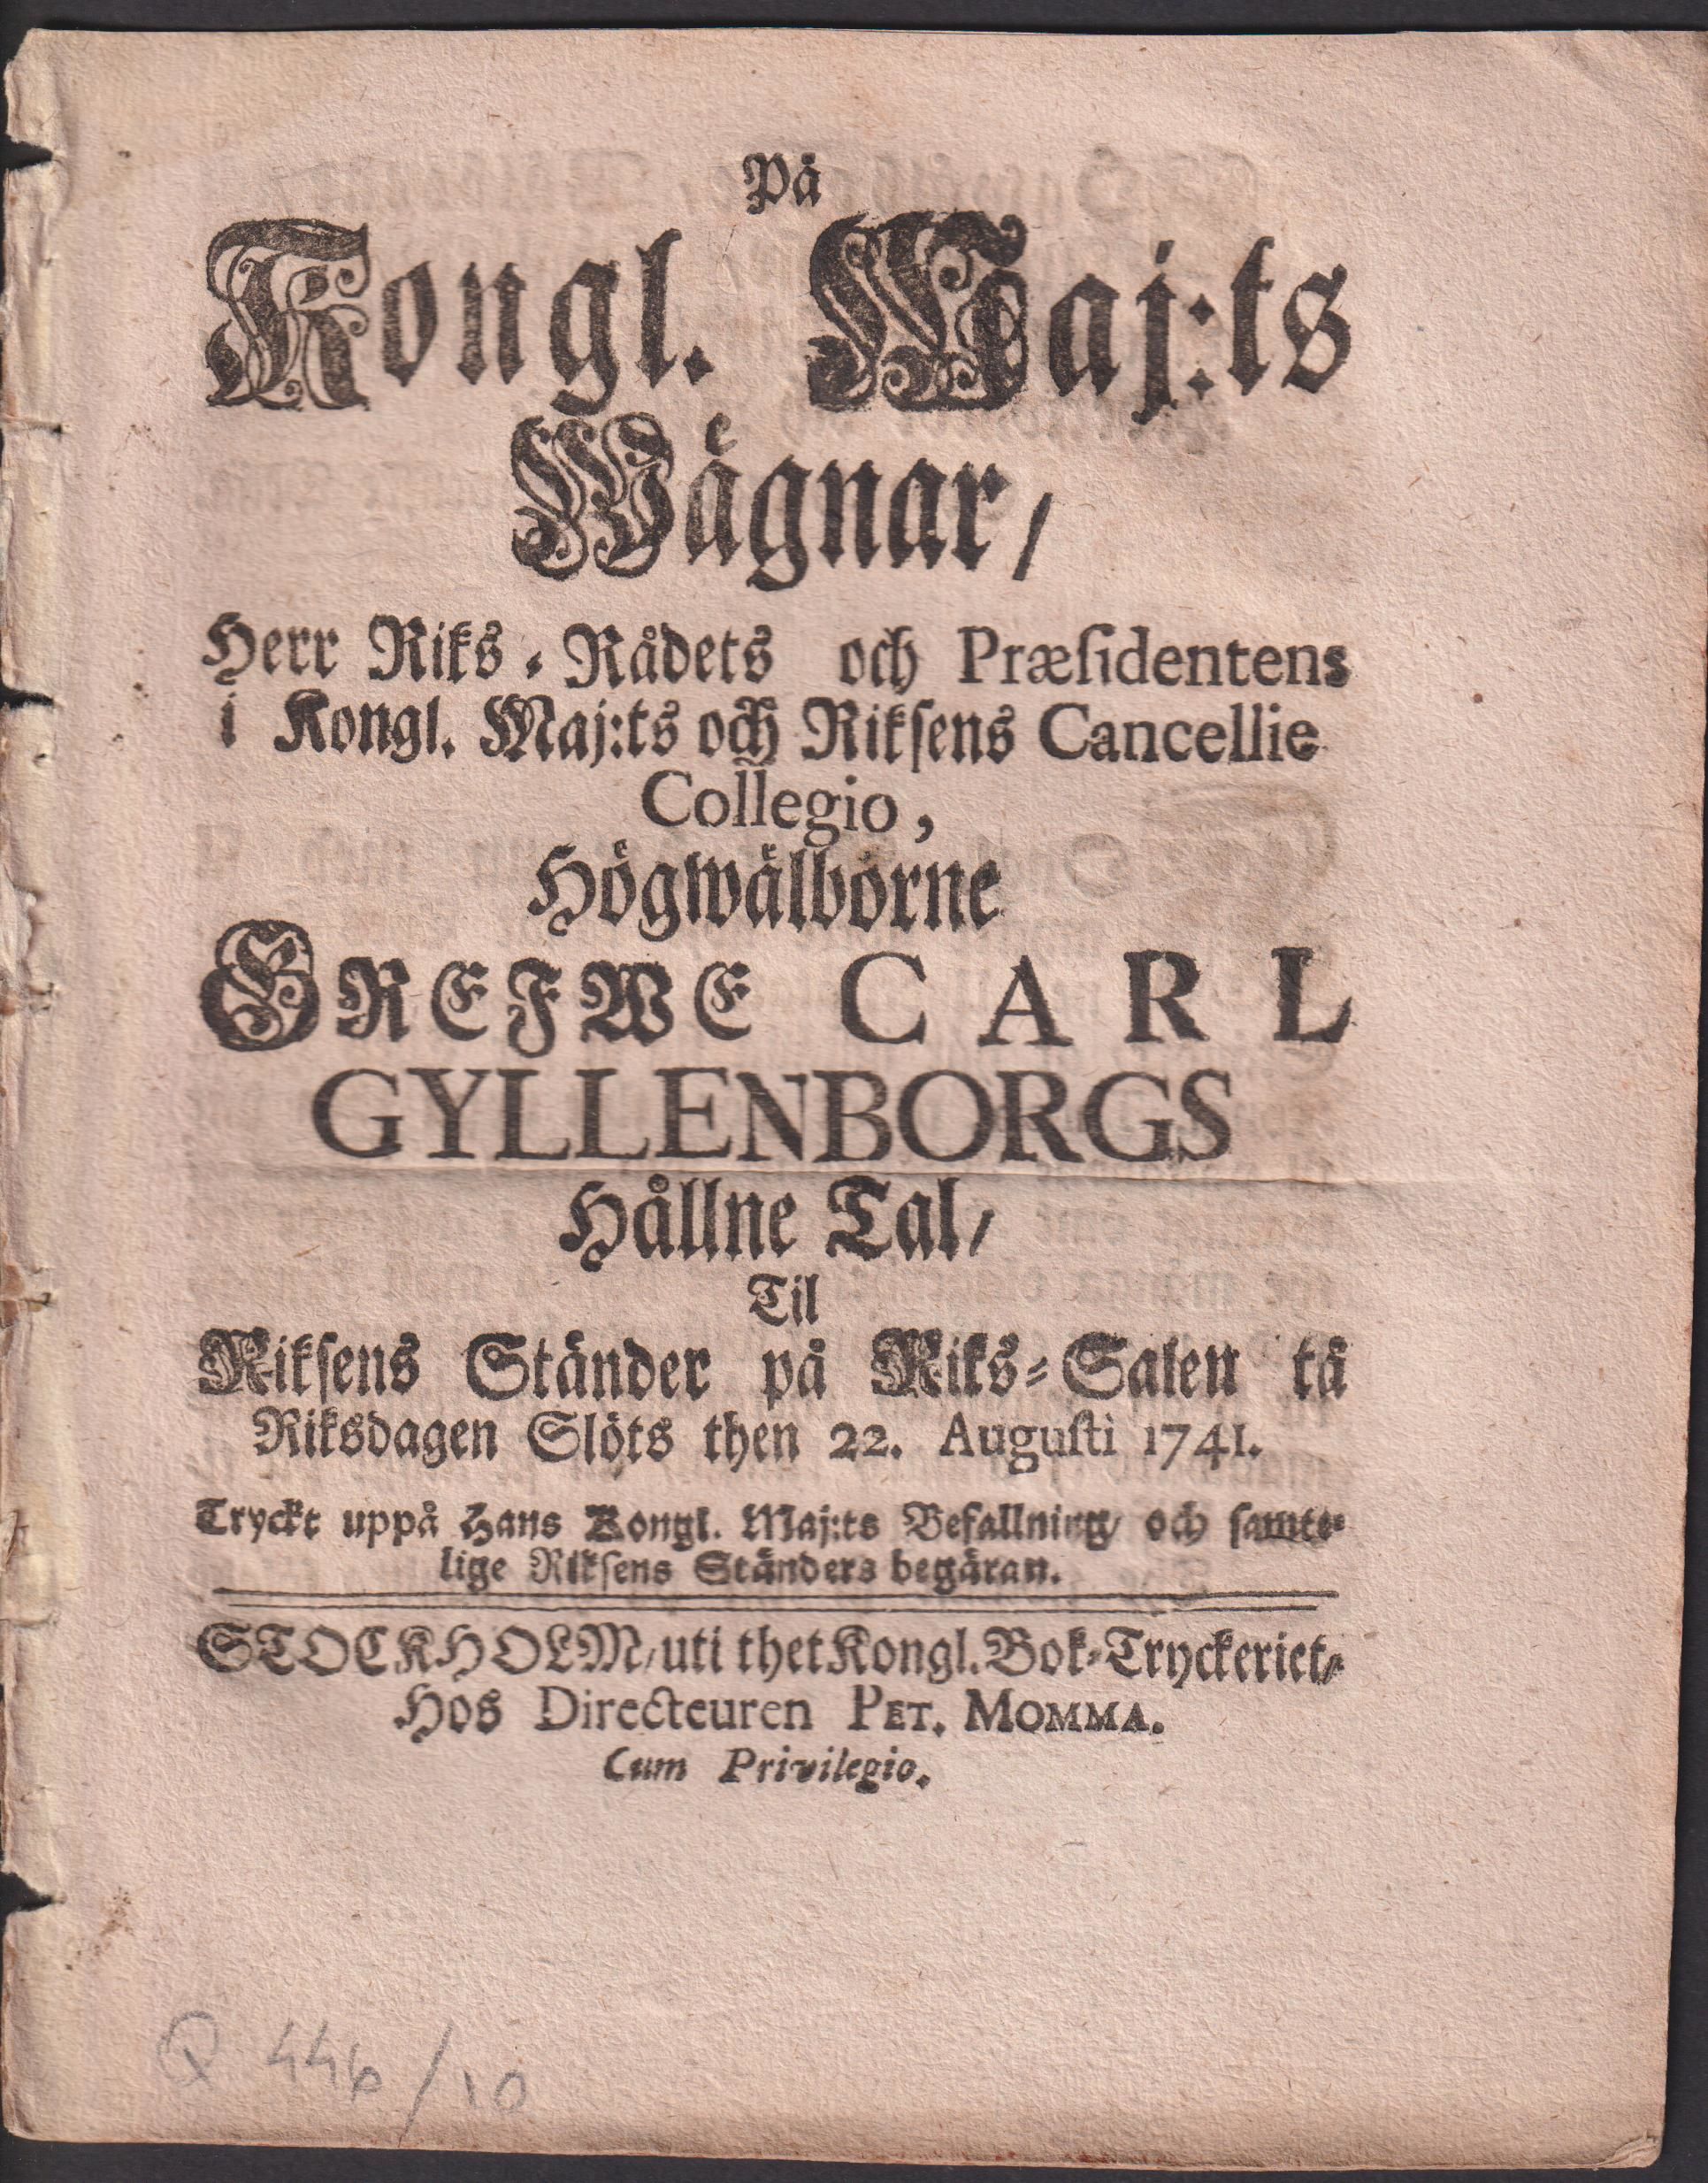 På
Kongl. Maj:ts
Wägnar/
Herr Riks-Rådets och Præſidentens
i Kongl. Maj:ts och Rikſens Cancellie
Collegio,
Högwälborne
GREFWE CARL
GYLLENBORGS
Hållne Tal/
Til
Rikſens Ständer på Riks-Salen tå
Riksdagen Slöts then 22. Auguſti 1741.
Tryckt uppå Hans Kongl. Maj:ts Befallning/ och ſamte-
lige Rikſens Ständers begäran.
STOCKHOLM/ uti thet Kongl. Bok-Tryckeriet/
Hos Directeuren PET. MOMMA.
Cum Privilegio.
Q 446/10